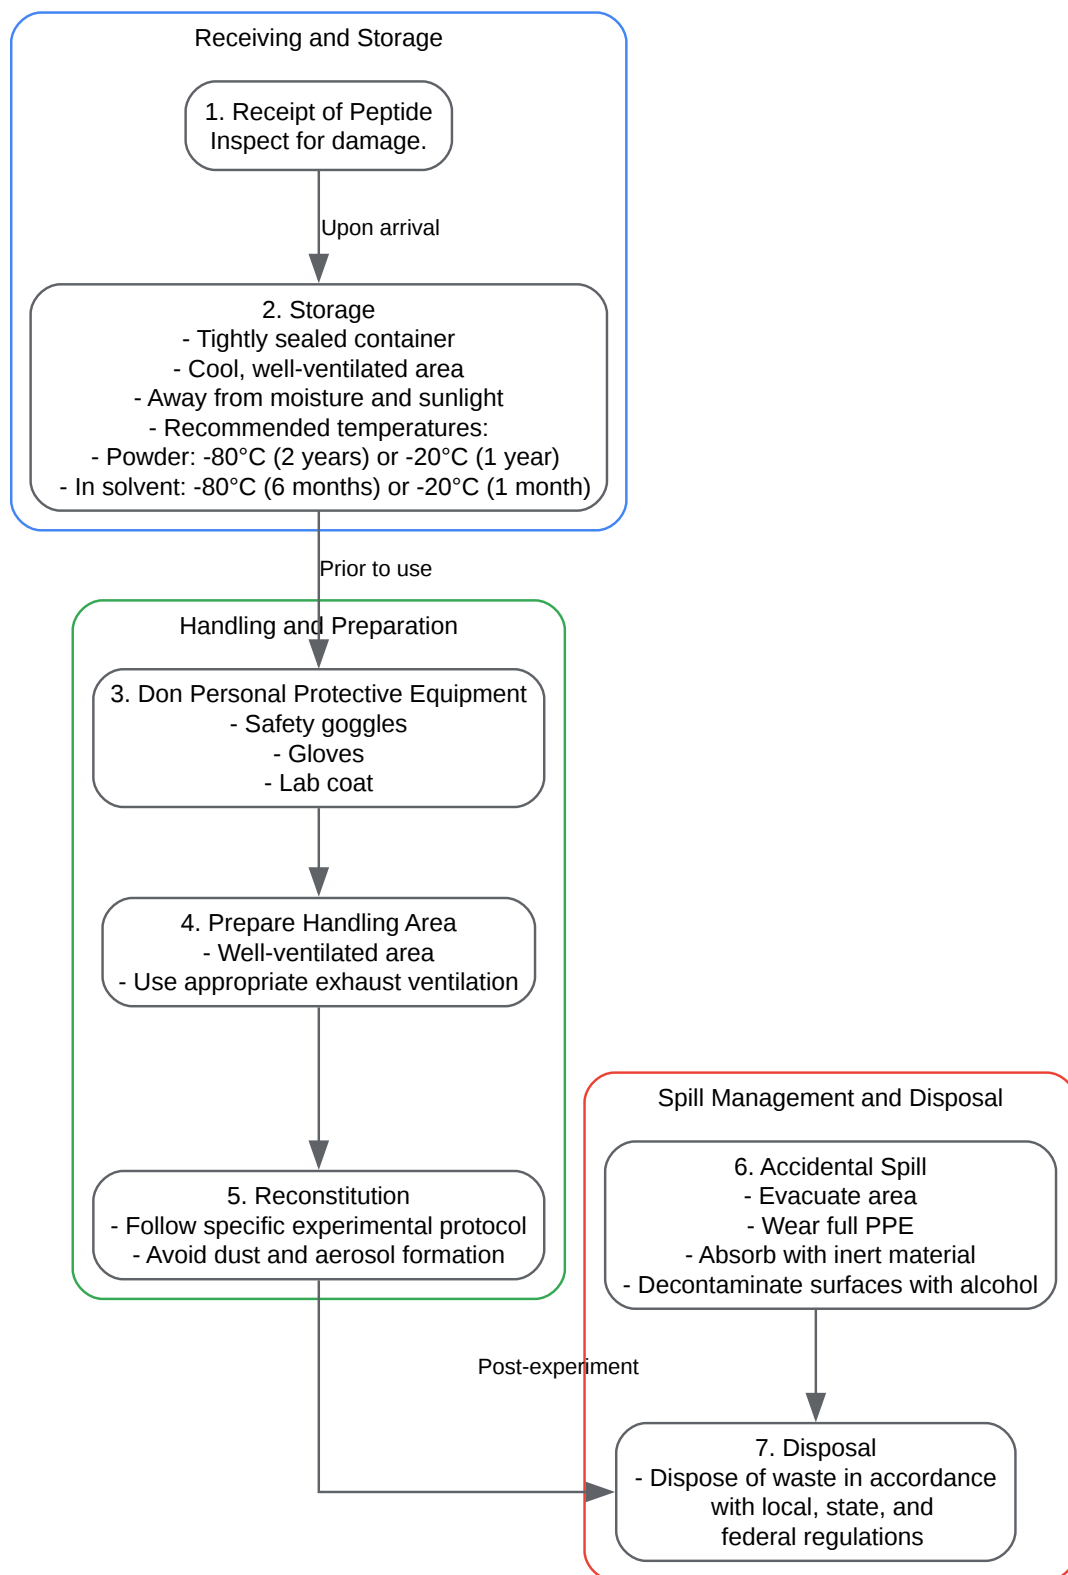 Receiving and Storage
1. Receipt of Peptide
Inspect for damage.
Upon arrival
2. Storage
- Tightly sealed container
- Cool, well-ventilated area
- Away from moisture and sunlight
- Recommended temperatures:
- Powder: -80°C (2 years) or -20°C (1 year)
- In solvent: -80°C (6 months) or -20°C (1 month)
Prior to use
Handling and Preparation
3. Don Personal Protective Equipment
- Safety goggles
- Gloves
- Lab coat
4. Prepare Handling Area
- Well-ventilated area
- Use appropriate exhaust ventilation
5. Reconstitution
- Follow specific experimental protocol
- Avoid dust and aerosol formation
Post-experiment
Spill Management and Disposal
6. Accidental Spill
- Evacuate area
- Wear full PPE
- Absorb with inert material
- Decontaminate surfaces with alcohol
7. Disposal
- Dispose of waste in accordance
with local, state, and
federal regulations